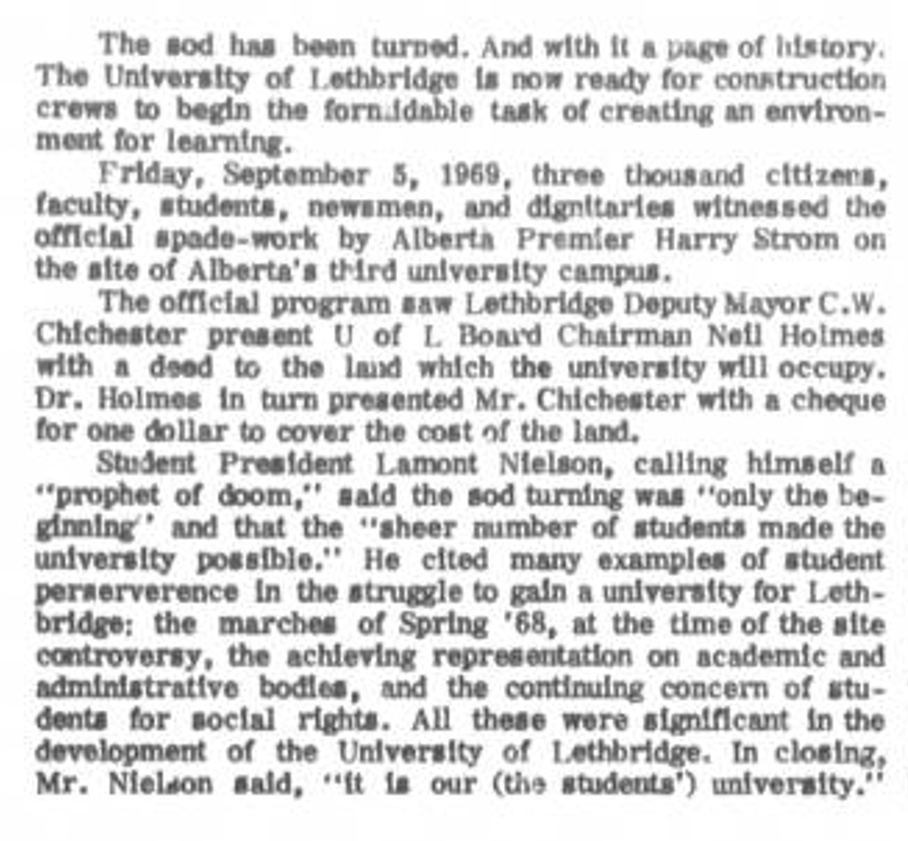 The sod has been turned. And with it a page of history.
The University of Lethbridge is now ready for construction
crews to begin the formidable task of creating an environ-
ment for learning.
Friday, September 5, 1969, three thousand citizens,
faculty, students, newsmen, and dignitaries witnessed the
official spade-work by Alberta Premier Harry Strom on
the site of Alberta's third university campus.
The official program saw Lethbridge Deputy Mayor C.W.
Chichester present U of L Board Chairman Neil Holmes
with a deed to the land which the university will occupy.
Dr. Holmes in turn presented Mr. Chichester with a cheque
for one dollar to cover the cost of the land.
Student President Lamont Nielson, calling himself a
"prophet of doom," said the sod turning was "only the be-
ginning" and that the "sheer number of students made the
university possible." He cited many examples of student
perserverence in the struggle to gain a university for Leth-
bridge: the marches of Spring '68, at the time of the site
controversy, the achieving representation on academic and
administrative bodies, and the continuing concern of stu-
dents for social rights. All these were significant in the
development of the University of Lethbridge. In closing,
Mr. Nielson said, "it is our (the students') university."